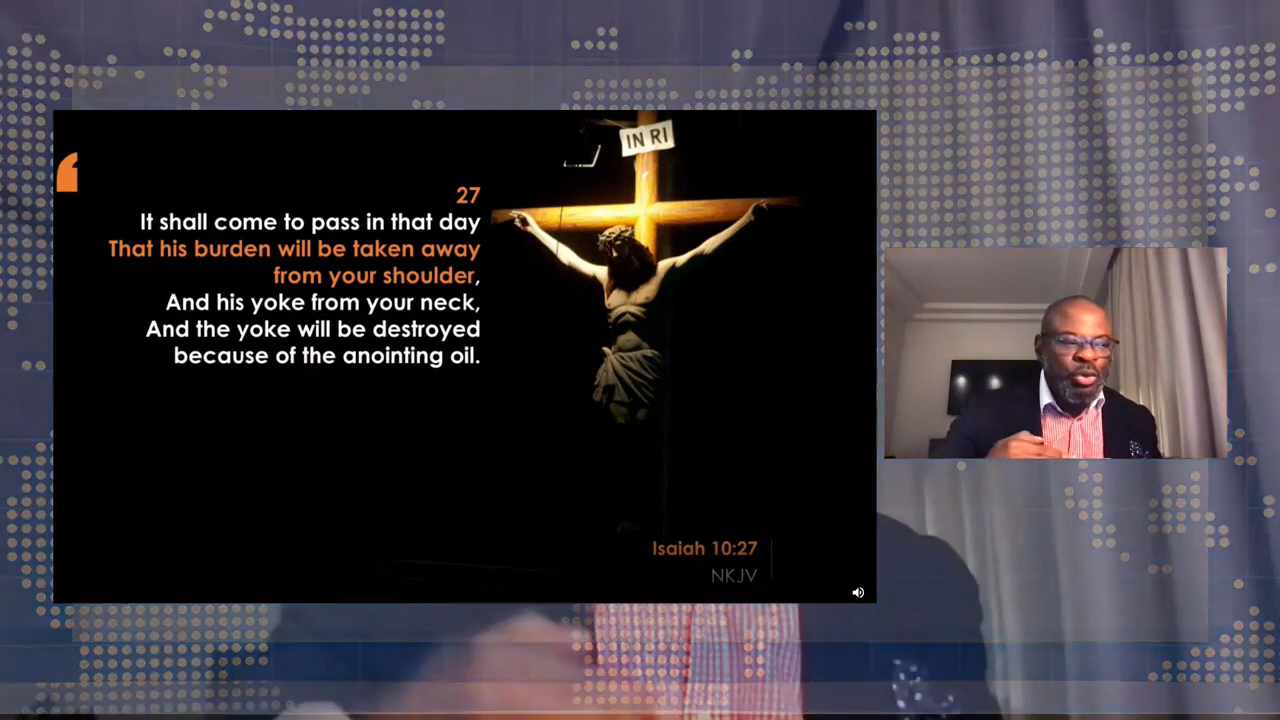 IN RI
27
It shall come to pass in that day
That his burden will be taken away
from your shoulder,
And his yoke from your neck,
And the yoke will be destroyed
because of the anointing oil.
Isaiah 10:27
NKJV